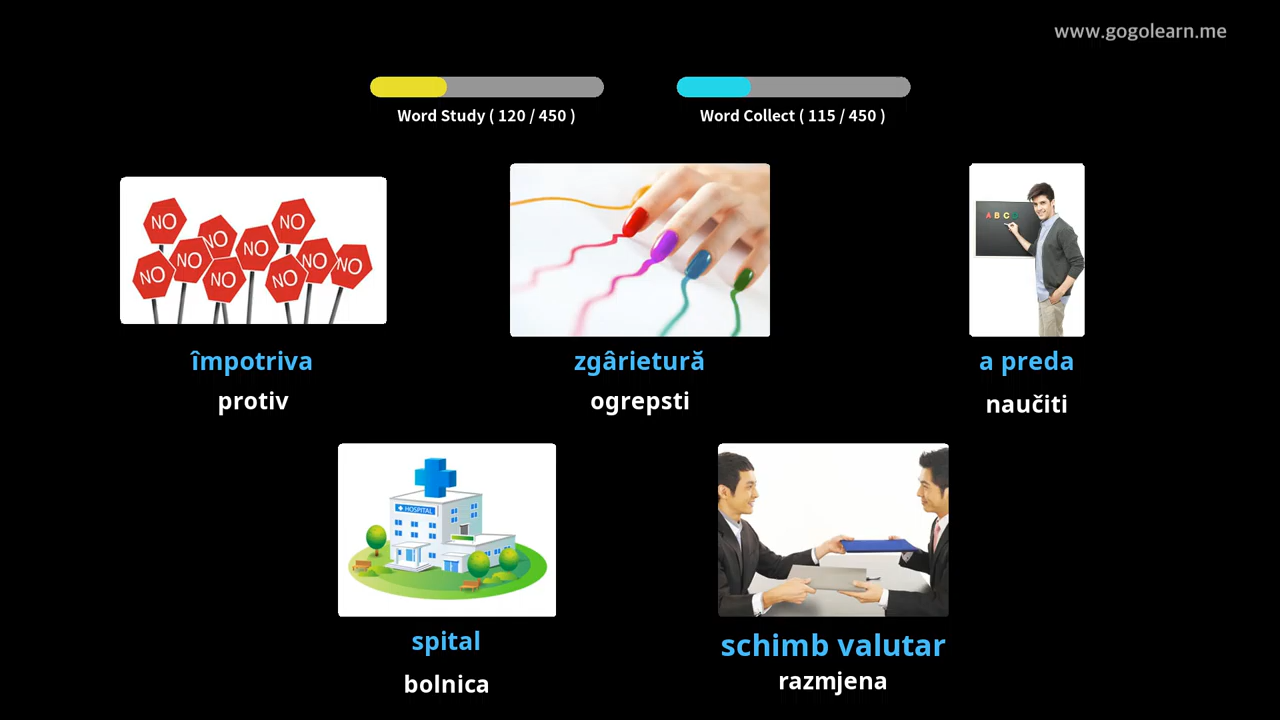 www.gogolearn.me
Word Study ( 120 / 450 )
Word Collect ( 115 / 450 )
NO
NO
NO
NO
NO
NO
NO
NO
NO
A B C D
împotriva
zgârietură
a preda
protiv
ogrepsti
naučiti
HOSPITAL
spital
schimb valutar
bolnica
razmjena